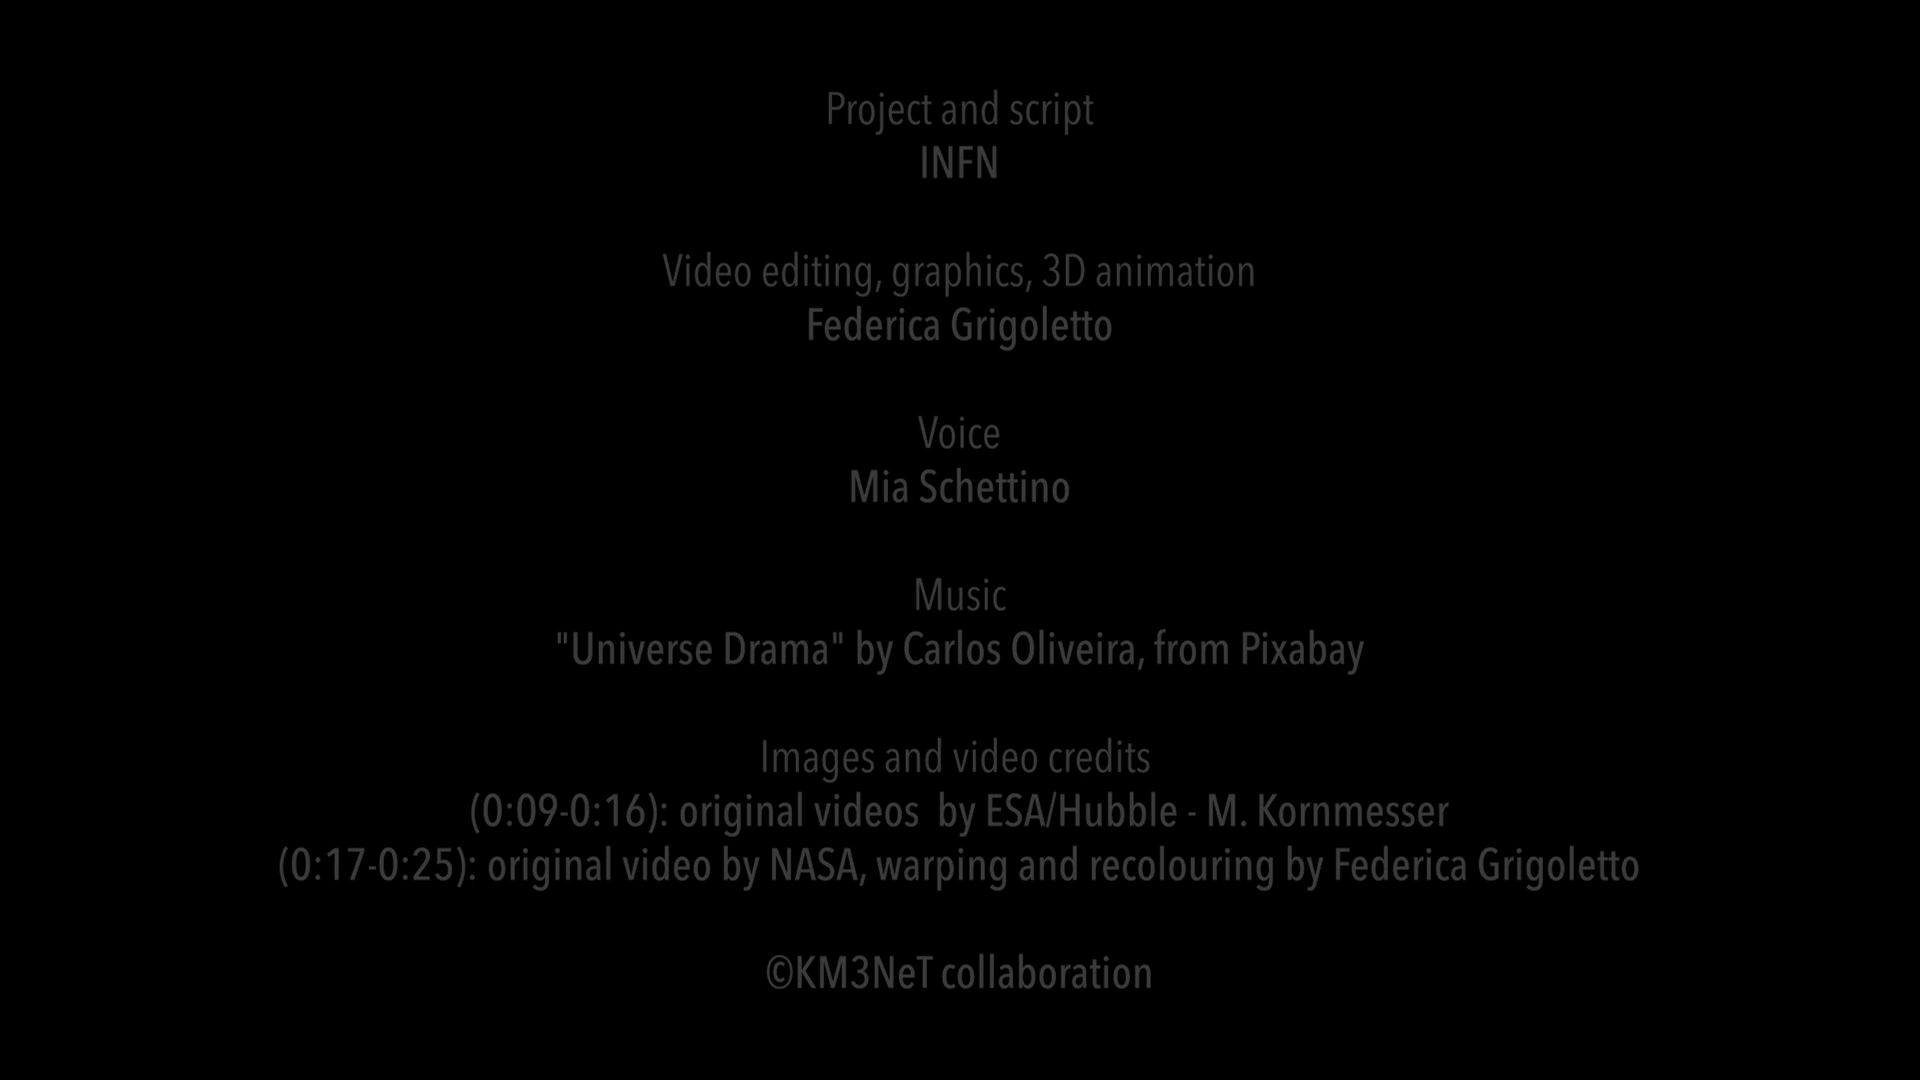 Project and script
INFN
Video editing, graphics, 3D animation
Federica Grigoletto
Voice
Mia Schettino
Music
"Universe Drama" by Carlos Oliveira, from Pixabay
Images and video credits
(0:09-0:16): original videos  by ESA/Hubble - M. Kornmesser
(0:17-0:25): original video by NASA, warping and recolouring by Federica Grigoletto
©KM3NeT collaboration